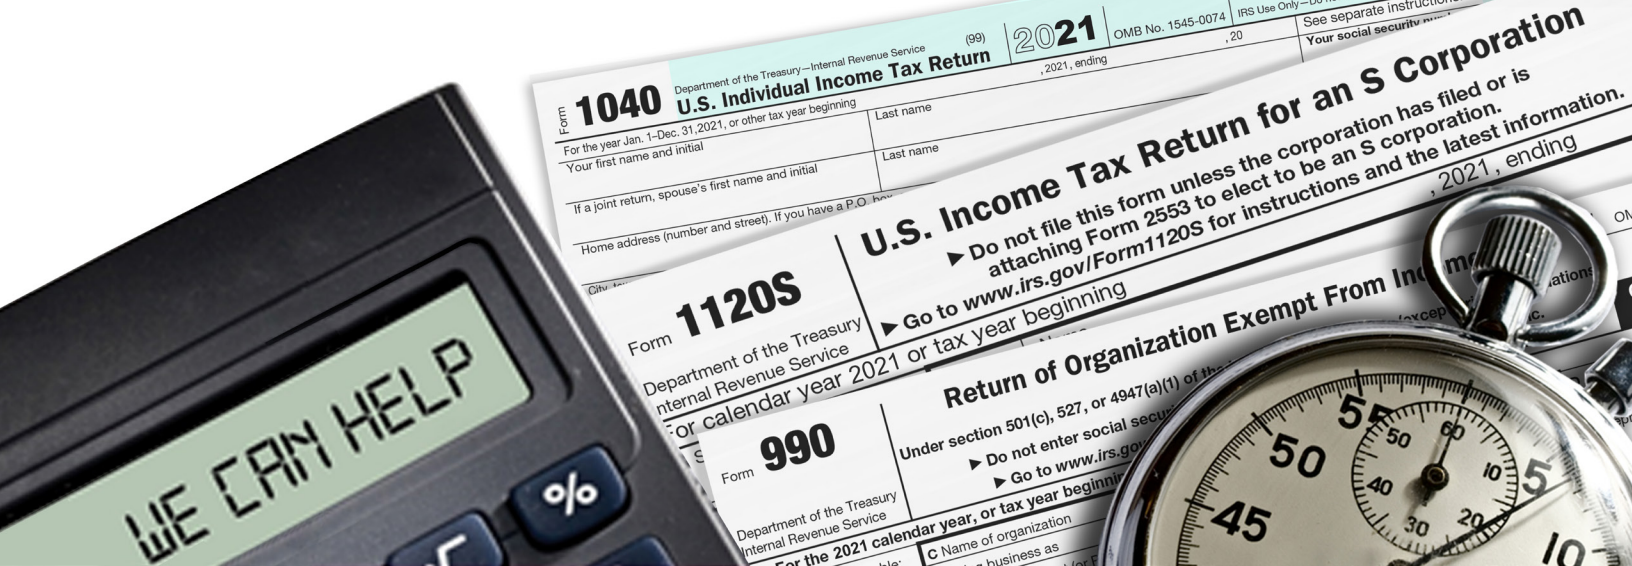 Form 1040
Department of the Treasury—Internal Revenue Service (99)
U.S. Individual Income Tax Return
2021
OMB No. 1545-0074
IRS Use Only—Do
For the year Jan. 1–Dec. 31, 2021, or other tax year beginning
, 2021, ending
, 20
See separate instructions
Your first name and initial
Last name
Your social security
If a joint return, spouse's first name and initial
Last name
Home address (number and street). If you have a P.O.
City,
Form 1120S
Department of the Treasury
Internal Revenue Service
U.S. Income Tax Return for an S Corporation
▶ Do not file this form unless the corporation has filed or is
attaching Form 2553 to elect to be an S corporation.
▶ Go to www.irs.gov/Form1120S for instructions and the latest information.
For calendar year 2021 or tax year beginning
, 2021, ending
Form 990
Department of the Treasury
Internal Revenue Service
Return of Organization Exempt From Income
Under section 501(c), 527, or 4947(a)(1) of the
(except
▶ Do not enter social
▶ Go to www.irs.gov
For the 2021 calendar year, or tax year beginning
C Name of organization
business as
WE CAN HELP
%
55
50
45
5
10
60
50
40
30
20
10